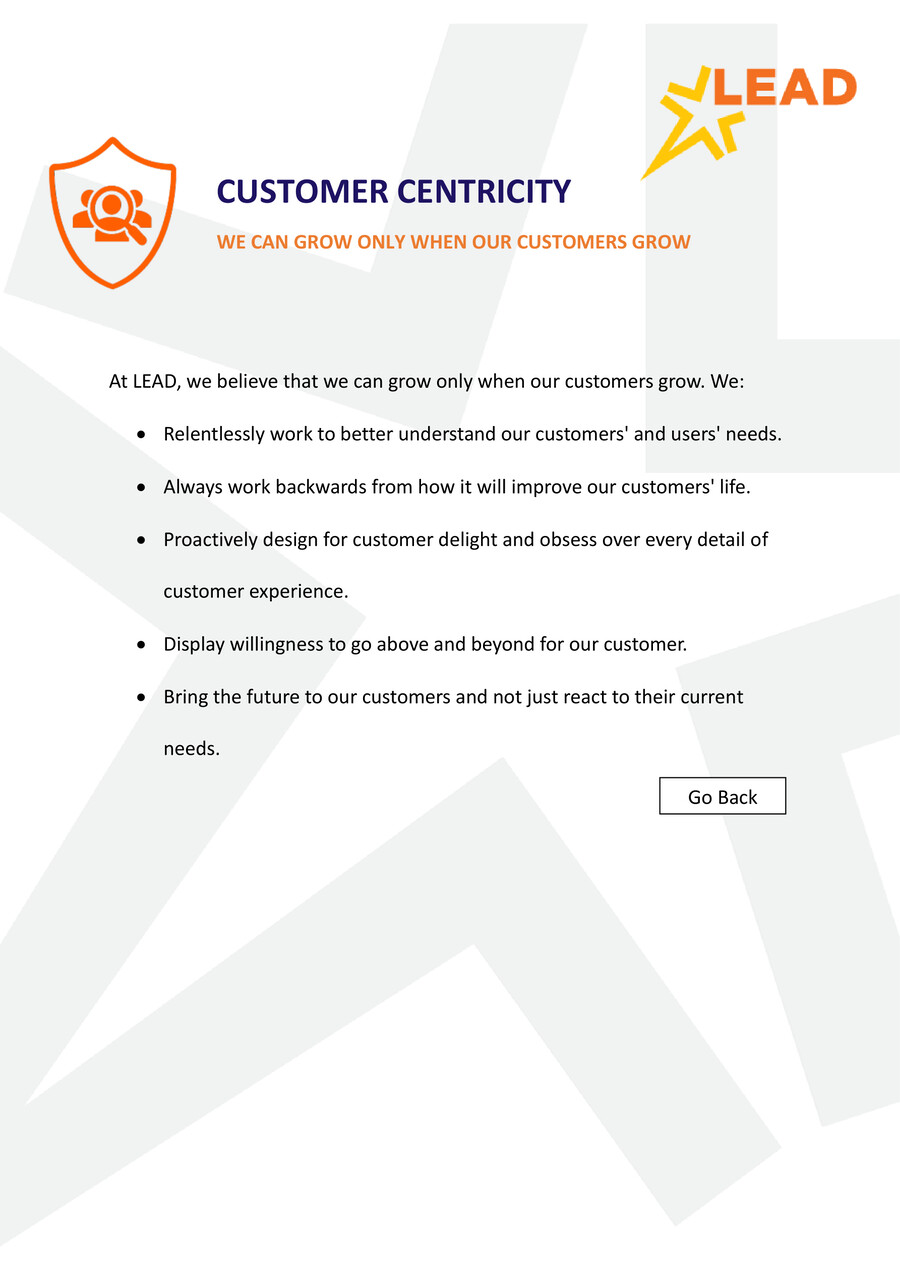 LEAD
CUSTOMER CENTRICITY
WE CAN GROW ONLY WHEN OUR CUSTOMERS GROW
At LEAD, we believe that we can grow only when our customers grow. We:
• Relentlessly work to better understand our customers' and users' needs.
• Always work backwards from how it will improve our customers' life.
• Proactively design for customer delight and obsess over every detail of
customer experience.
• Display willingness to go above and beyond for our customer.
• Bring the future to our customers and not just react to their current
needs.
Go Back